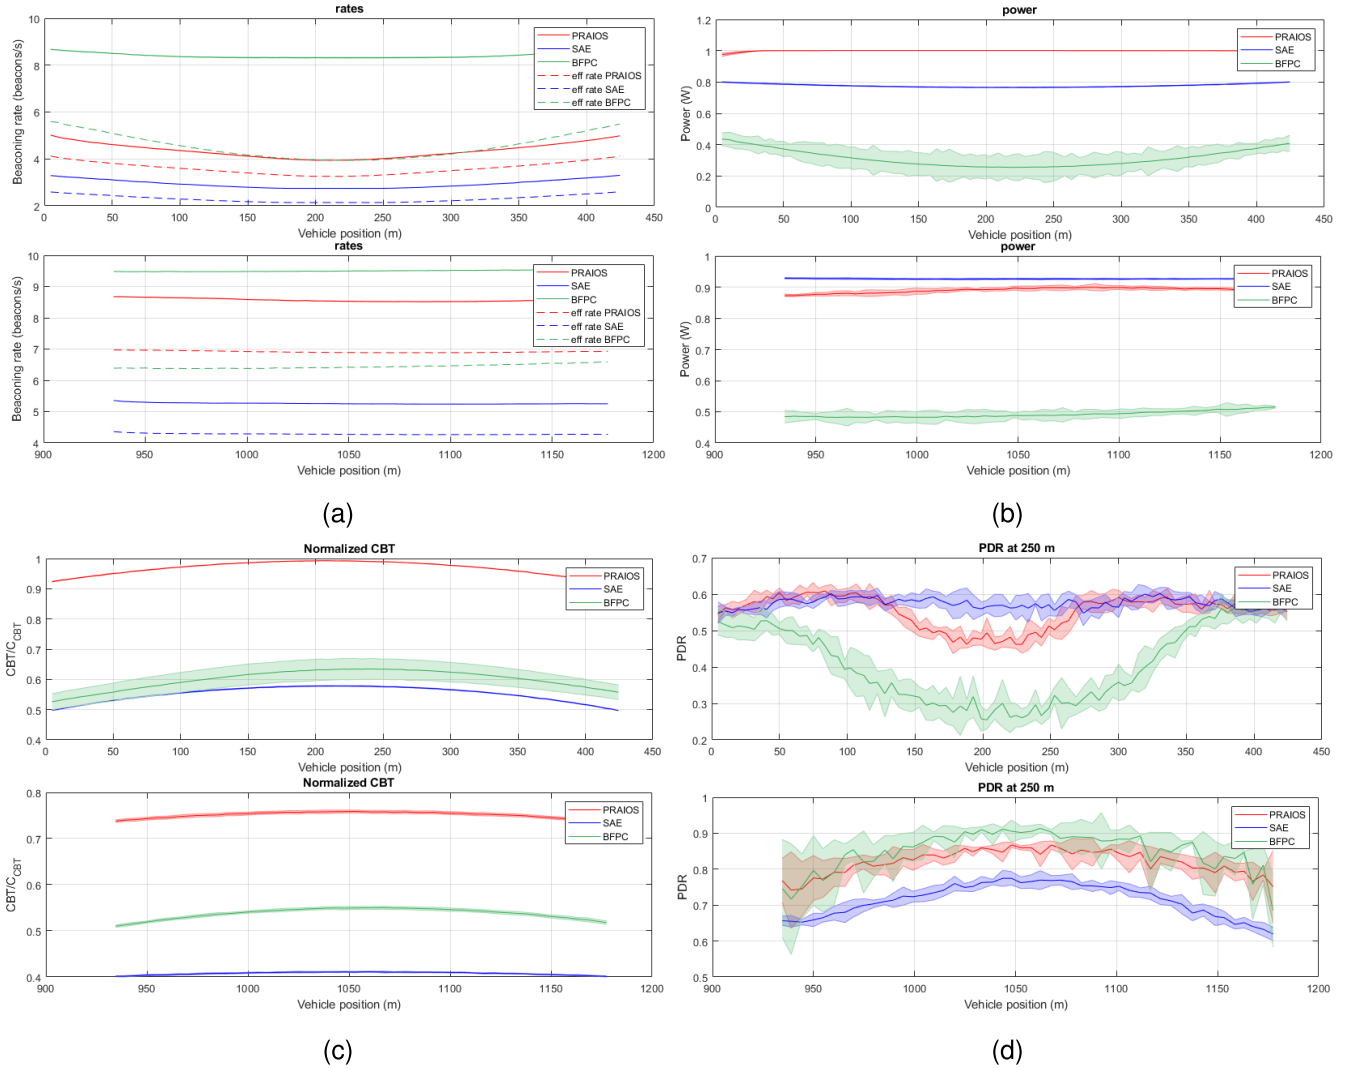 rates
10
8
6
4
2
Beaconing rate (beacons/s)
PRAIOS
SAE
BFPC
eff rate PRAIOS
eff rate SAE
eff rate BFPC
0 50 100 150 200 250 300 350 400 450
Vehicle position (m)
rates
10
9
8
7
6
5
4
Beaconing rate (beacons/s)
PRAIOS
SAE
BFPC
eff rate PRAIOS
eff rate SAE
eff rate BFPC
900 950 1000 1050 1100 1150 1200
Vehicle position (m)
(a)
power
1.2
1
0.8
0.6
0.4
0.2
0
Power (W)
PRAIOS
SAE
BFPC
0 50 100 150 200 250 300 350 400 450
Vehicle position (m)
power
1
0.9
0.8
0.7
0.6
0.5
0.4
Power (W)
PRAIOS
SAE
BFPC
900 950 1000 1050 1100 1150 1200
Vehicle position (m)
(b)
Normalized CBT
1
0.9
0.8
0.7
0.6
0.5
0.4
CBT/C_CBT
PRAIOS
SAE
BFPC
0 50 100 150 200 250 300 350 400 450
Vehicle position (m)
Normalized CBT
0.8
0.7
0.6
0.5
0.4
CBT/C_CBT
PRAIOS
SAE
BFPC
900 950 1000 1050 1100 1150 1200
Vehicle position (m)
(c)
PDR at 250 m
0.7
0.6
0.5
0.4
0.3
0.2
PDR
PRAIOS
SAE
BFPC
0 50 100 150 200 250 300 350 400 450
Vehicle position (m)
PDR at 250 m
1
0.9
0.8
0.7
0.6
0.5
PDR
PRAIOS
SAE
BFPC
900 950 1000 1050 1100 1150 1200
Vehicle position (m)
(d)